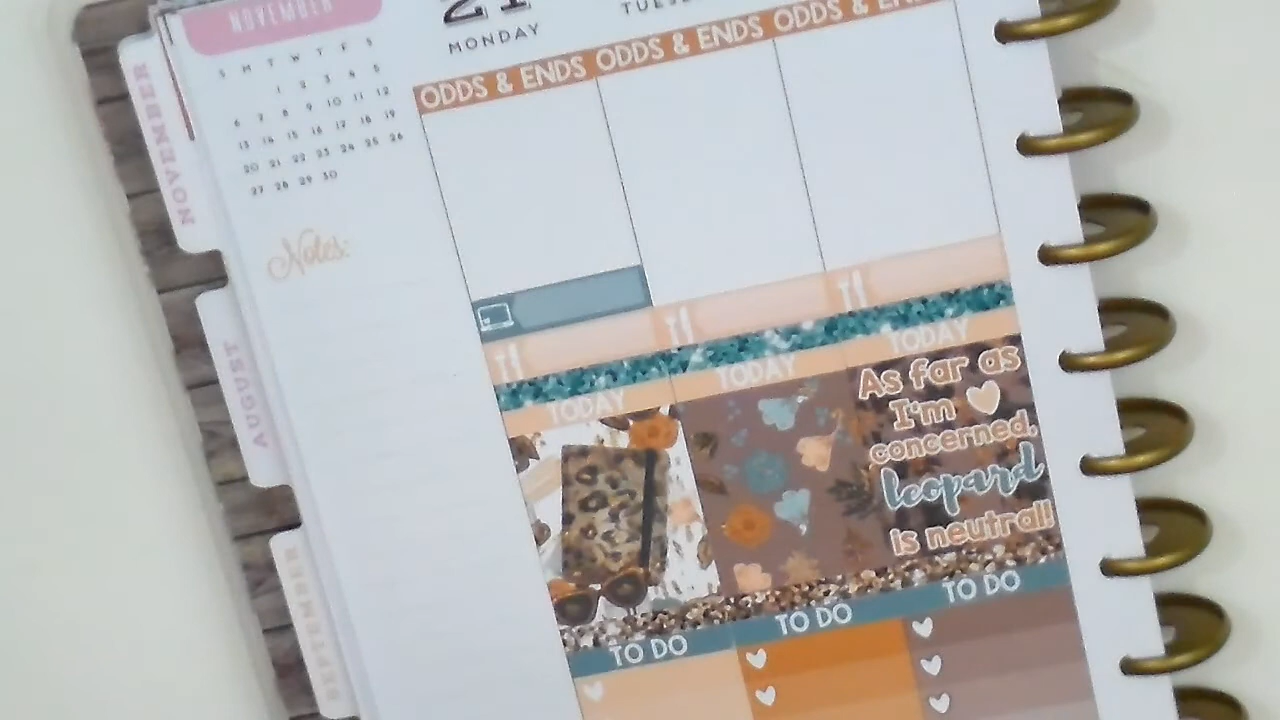 NOVEMBER
S M T W T F S
1 2 3 4 5
6 7 8 9 10 11 12
13 14 15 16 17 18 19
20 21 22 23 24 25 26
27 28 29 30
Notes:
21
MONDAY
ODDS & ENDS ODDS & ENDS ODDS &
TODAY TODAY TODAY
As far as
I'm
concerned,
leopard
is neutral!
TO DO TO DO TO DO
NOVEMBER
AUGUST
SEPTEMBER